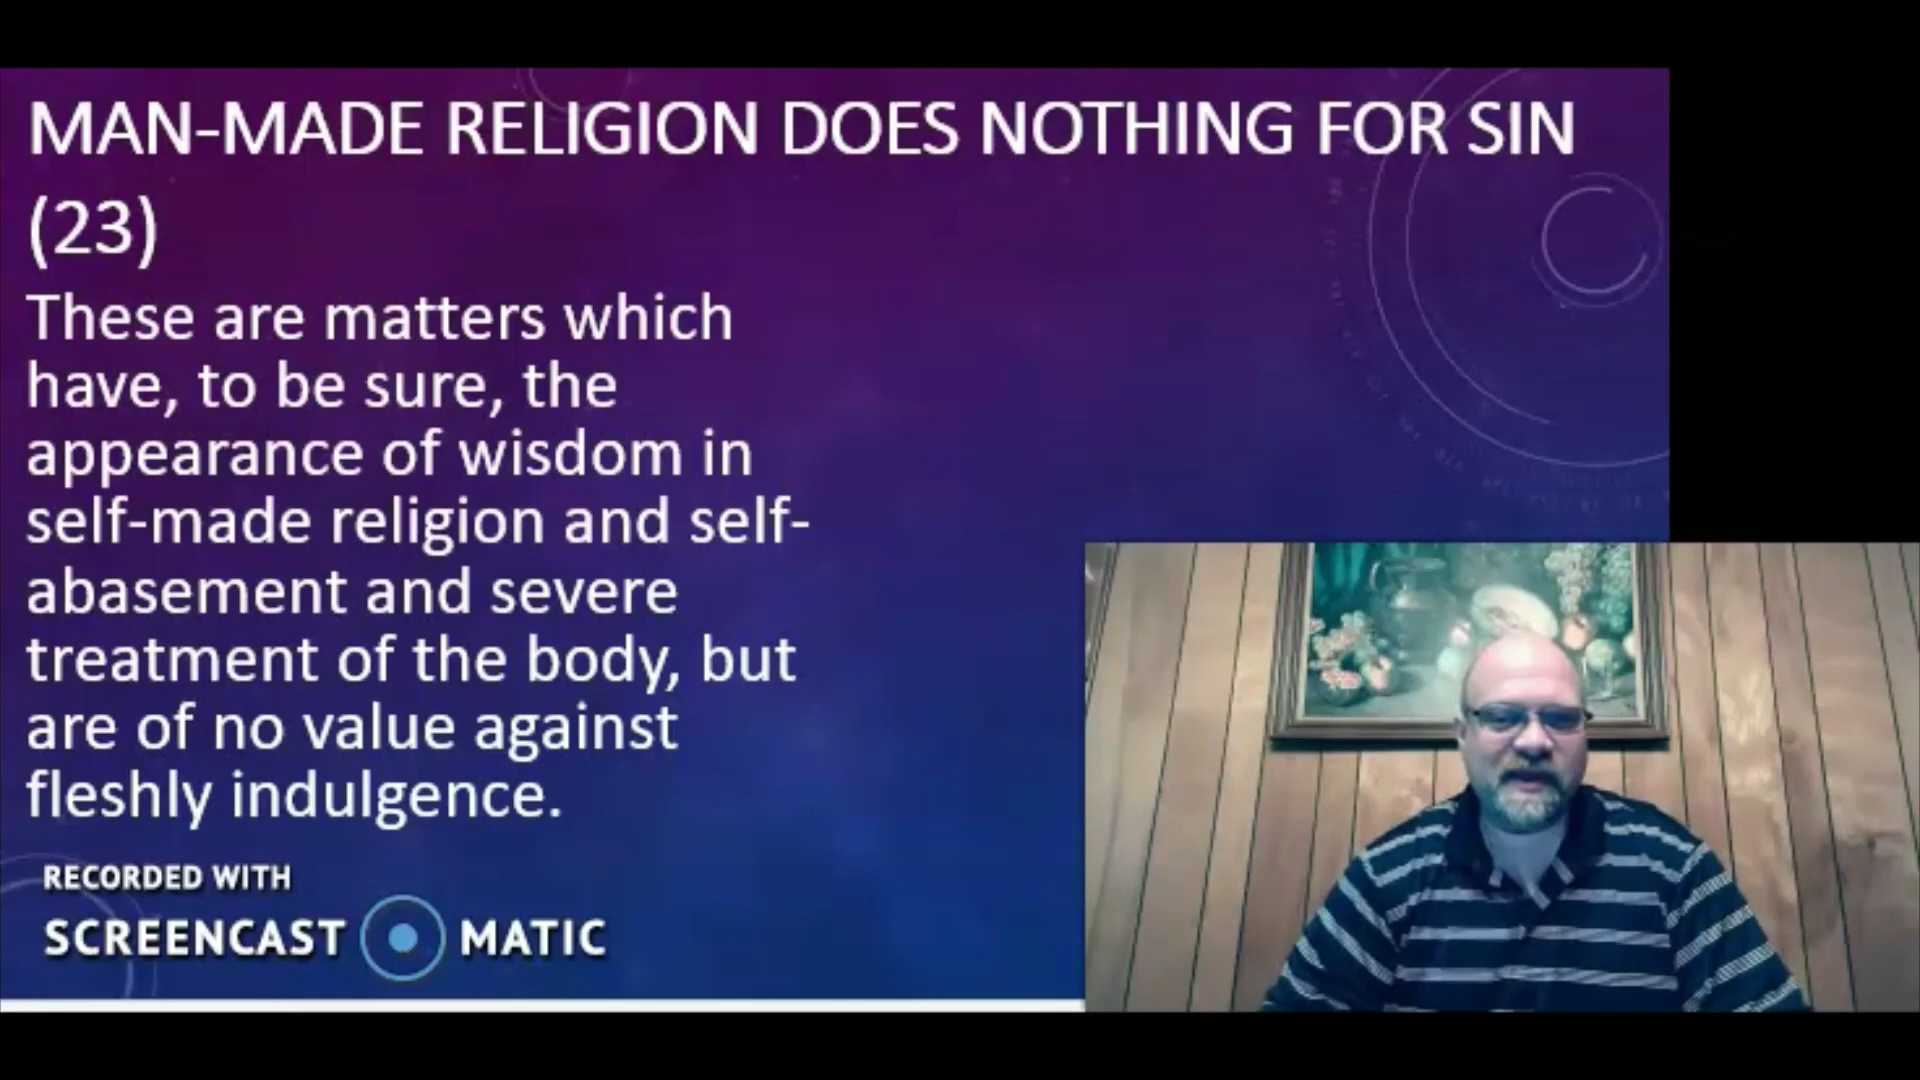 MAN-MADE RELIGION DOES NOTHING FOR SIN
(23)
These are matters which
have, to be sure, the
appearance of wisdom in
self-made religion and self-
abasement and severe
treatment of the body, but
are of no value against
fleshly indulgence.
RECORDED WITH
SCREENCAST MATIC